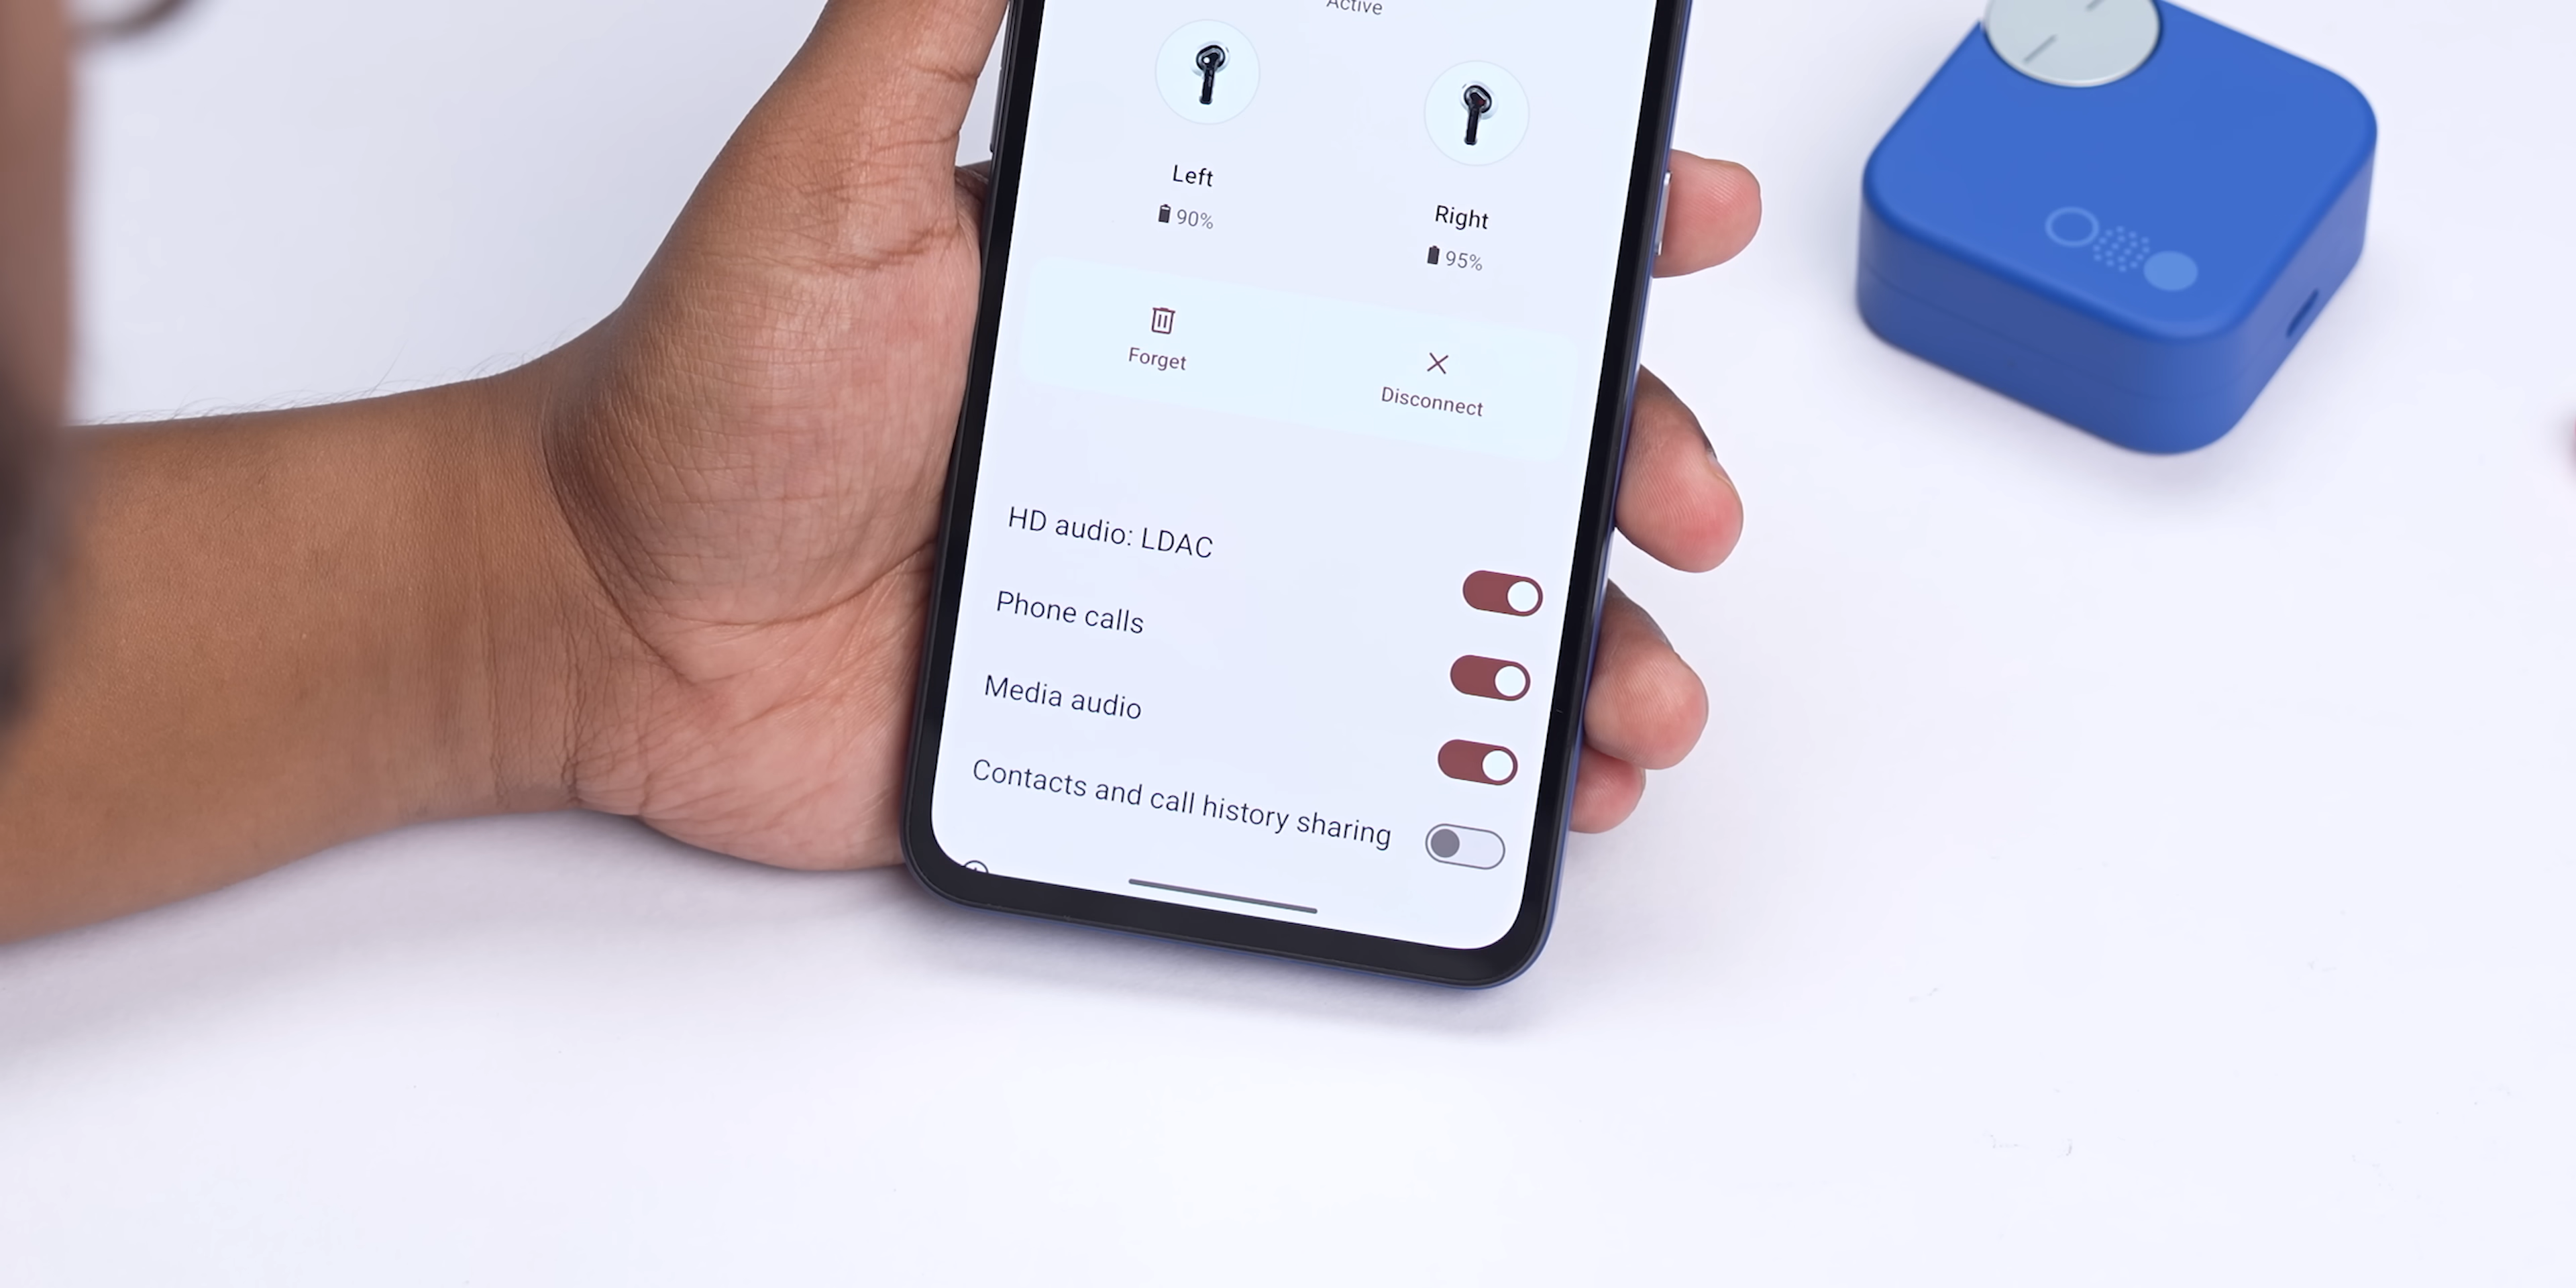 Active
Left
90%
Right
95%
Forget
Disconnect
HD audio: LDAC
Phone calls
Media audio
Contacts and call history sharing